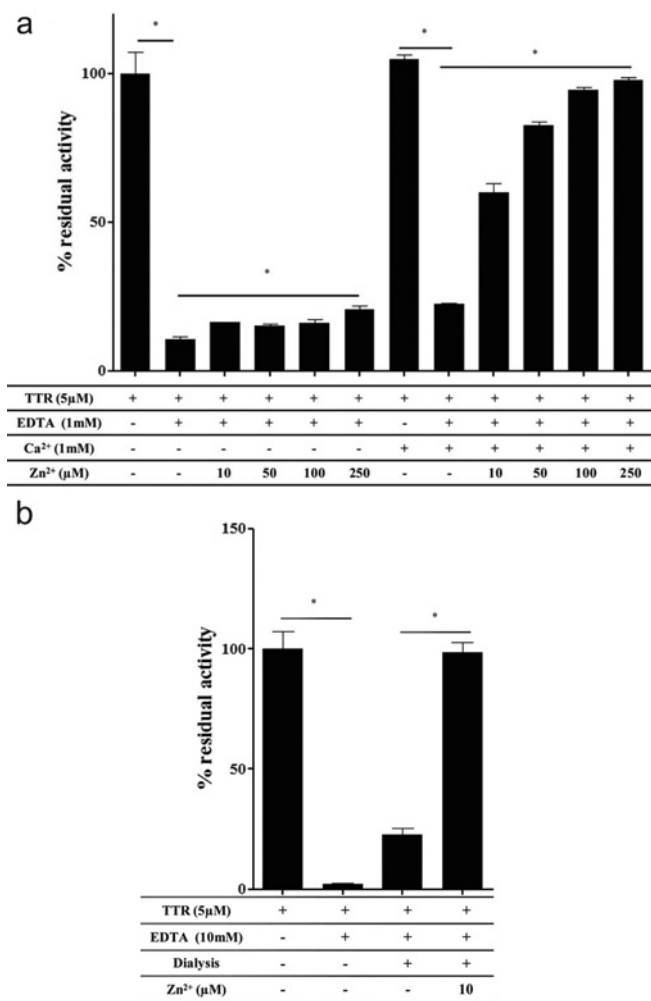 a
*
*
*
*
100
50
0
% residual activity
TTR (5µM) + + + + + + + + + + + +
EDTA (1mM) - + + + + + - + + + + +
Ca²⁺ (1mM) - - - - - - + + + + + +
Zn²⁺ (µM) - - 10 50 100 250 - - 10 50 100 250
b
150
*
*
100
50
0
% residual activity
TTR (5µM) + + + +
EDTA (10mM) - + + +
Dialysis - - + +
Zn²⁺ (µM) - - - 10